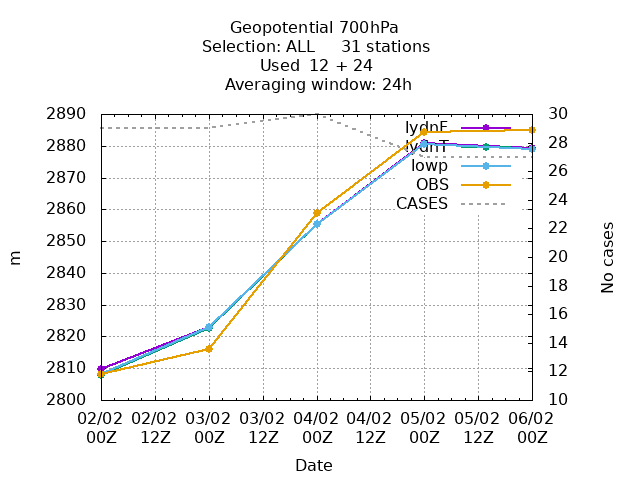 Geopotential 700hPa
Selection: ALL 31 stations
Used 12 + 24
Averaging window: 24h
2890
2880
2870
2860
2850
2840
2830
2820
2810
2800
m
30
28
26
24
22
20
18
16
14
12
10
No cases
lydnF
lydnT
lowp
OBS
CASES
02/02 02/02 03/02 03/02 04/02 04/02 05/02 05/02 06/02
00Z 12Z 00Z 12Z 00Z 12Z 00Z 12Z 00Z
Date